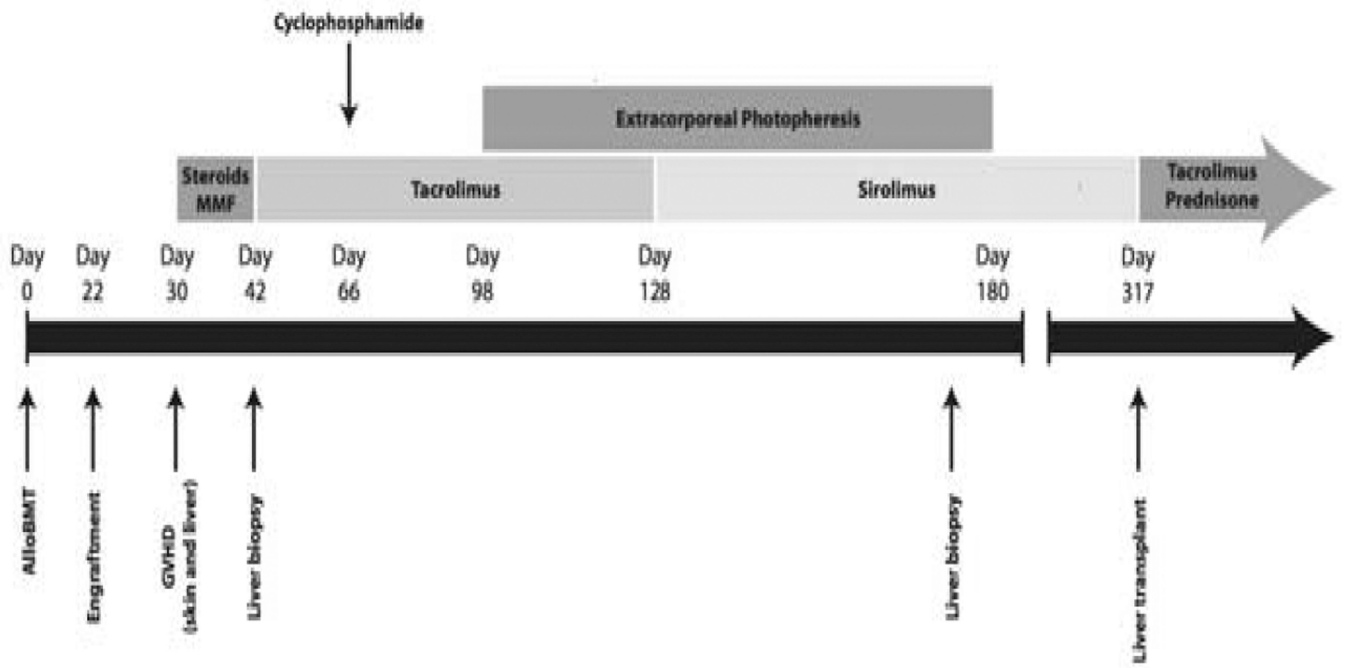 Cyclophosphamide
Extracorporeal Photopheresis
Steroids
MMF
Tacrolimus
Sirolimus
Tacrolimus
Prednisone
Day
0
Day
22
Day
30
Day
42
Day
66
Day
98
Day
128
Day
180
Day
317
AlloBMT
Engraftment
GVHD
(skin and liver)
Liver biopsy
Liver biopsy
Liver transplant